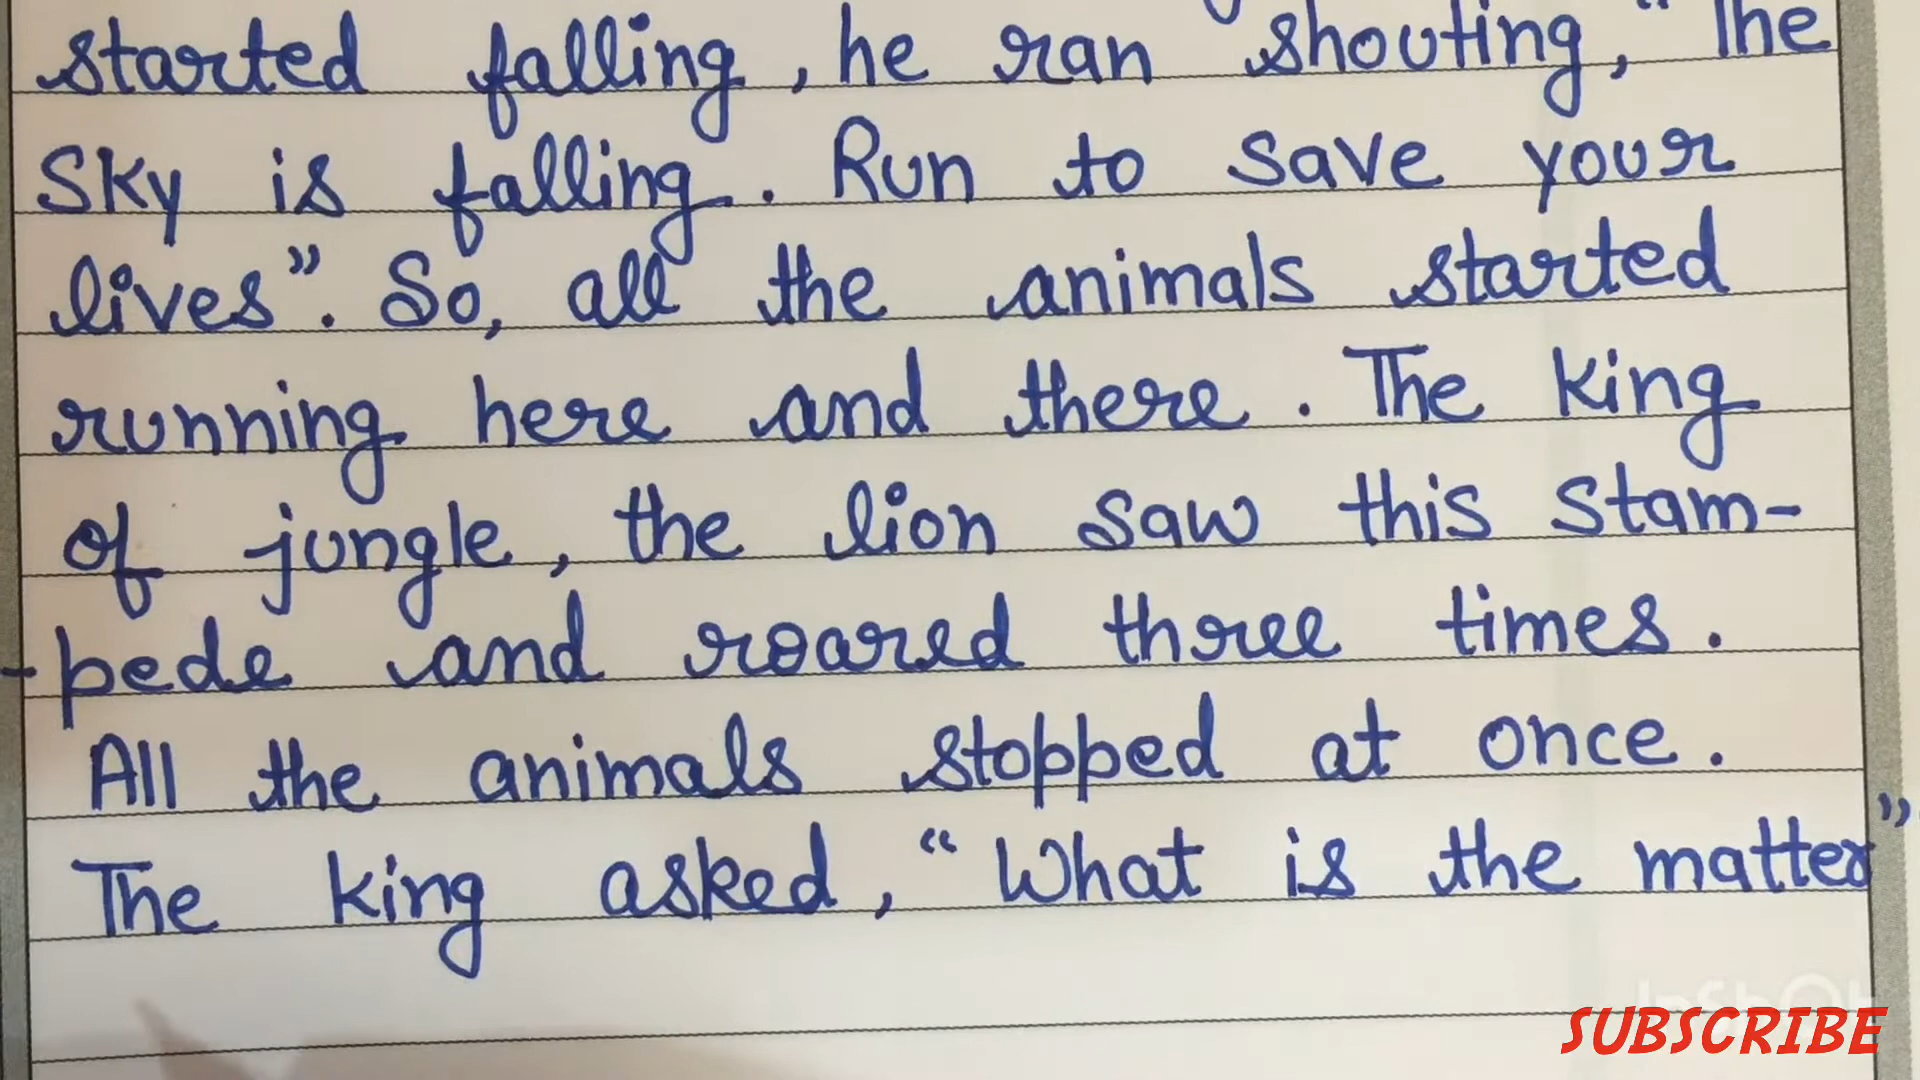 started falling, he ran shouting, "The
Sky is falling. Run to save your
lives". So, all the animals started
running here and there. The king
of jungle, the lion saw this stam-
-pede and roared three times.
All the animals stopped at once.
The king asked, "What is the matter"
InShOt
SUBSCRIBE